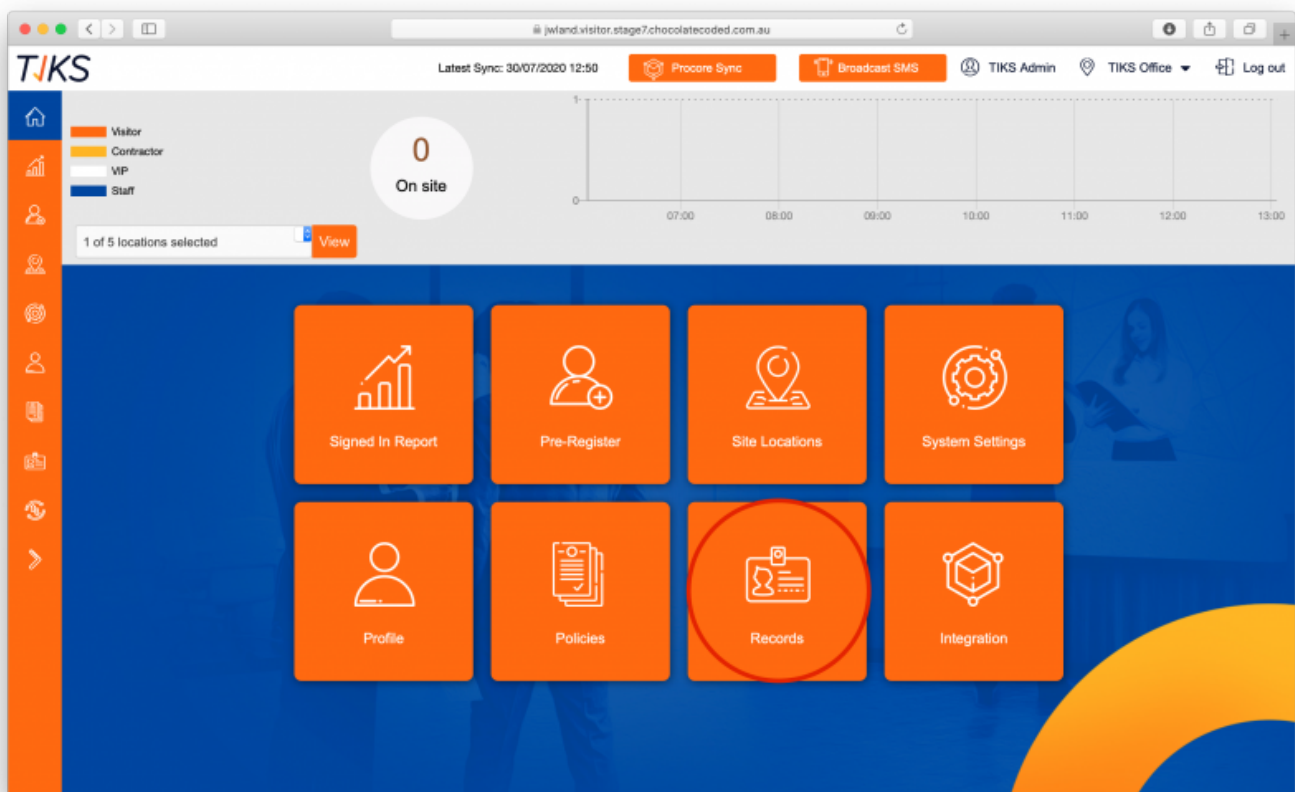 jwland.visitor.stage7.chocolatecoded.com.au
TIKS
Latest Sync: 30/07/2020 12:50
Procore Sync
Broadcast SMS
TIKS Admin
TIKS Office
Log out
Visitor
Contractor
VIP
Staff
0
On site
1
0
07:00 08:00 09:00 10:00 11:00 12:00 13:00
1 of 5 locations selected
View
Signed In Report
Pre-Register
Site Locations
System Settings
Profile
Policies
Records
Integration